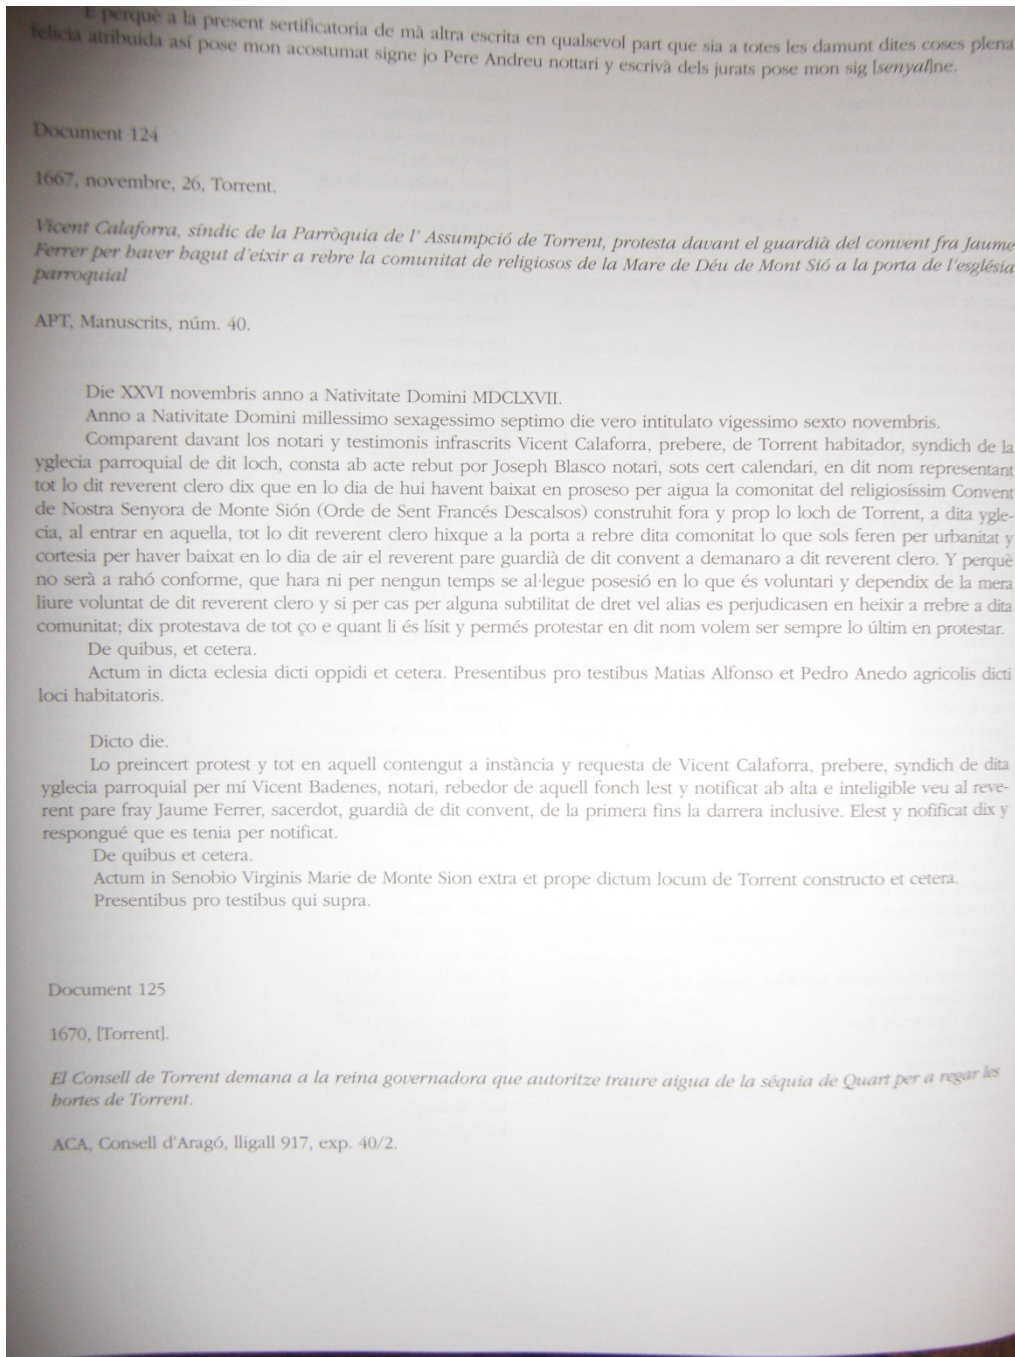 E perquè a la present sertificatoria de mà altra escrita en qualsevol part que sia a totes les damunt dites coses plena
felicia atribuida así pose mon acostumat signe jo Pere Andreu nottari y escrivà dels jurats pose mon sig [senyal]ne.
Document 124
1667, novembre, 26, Torrent.
Vicent Calaforra, síndic de la Parròquia de l' Assumpció de Torrent, protesta davant el guardià del convent fra Jaume
Ferrer per haver hagut d'eixir a rebre la comunitat de religiosos de la Mare de Déu de Mont Sió a la porta de l'església
parroquial
APT, Manuscrits, núm. 40.
Die XXVI novembris anno a Nativitate Domini MDCLXVII.
Anno a Nativitate Domini millessimo sexagessimo septimo die vero intitulato vigessimo sexto novembris.
Comparent davant los notari y testimonis infrascrits Vicent Calaforra, prebere, de Torrent habitador, syndich de la
yglecia parroquial de dit loch, consta ab acte rebut por Joseph Blasco notari, sots cert calendari, en dit nom representant
tot lo dit reverent clero dix que en lo dia de hui havent baixat en proseso per aigua la comonitat del religiosíssim Convent
de Nostra Senyora de Monte Sión (Orde de Sent Francés Descalsos) construhit fora y prop lo loch de Torrent, a dita ygle-
cia, al entrar en aquella, tot lo dit reverent clero hixque a la porta a rebre dita comonitat lo que sols feren per urbanitat y
cortesia per haver baixat en lo dia de air el reverent pare guardià de dit convent a demanaro a dit reverent clero. Y perquè
no serà a rahó conforme, que hara ni per nengun temps se al·legue posesió en lo que és voluntari y dependix de la mera
liure voluntat de dit reverent clero y si per cas per alguna subtilitat de dret vel alias es perjudicasen en heixir a rrebre a dita
comunitat; dix protestava de tot ço e quant li és lísit y permés protestar en dit nom volem ser sempre lo últim en protestar.
De quibus, et cetera.
Actum in dicta eclesia dicti oppidi et cetera. Presentibus pro testibus Matias Alfonso et Pedro Anedo agricolis dicti
loci habitatoris.
Dicto die.
Lo preincert protest y tot en aquell contengut a instància y requesta de Vicent Calaforra, prebere, syndich de dita
yglecia parroquial per mí Vicent Badenes, notari, rebedor de aquell fonch lest y notificat ab alta e inteligible veu al reve-
rent pare fray Jaume Ferrer, sacerdot, guardià de dit convent, de la primera fins la darrera inclusive. Elest y nofificat dix y
respongué que es tenia per notificat.
De quibus et cetera.
Actum in Senobio Virginis Marie de Monte Sion extra et prope dictum locum de Torrent constructo et cetera.
Presentibus pro testibus qui supra.
Document 125
1670, [Torrent].
El Consell de Torrent demana a la reina governadora que autoritze traure aigua de la séquia de Quart per a regar les
hortes de Torrent.
ACA, Consell d'Aragó, lligall 917, exp. 40/2.